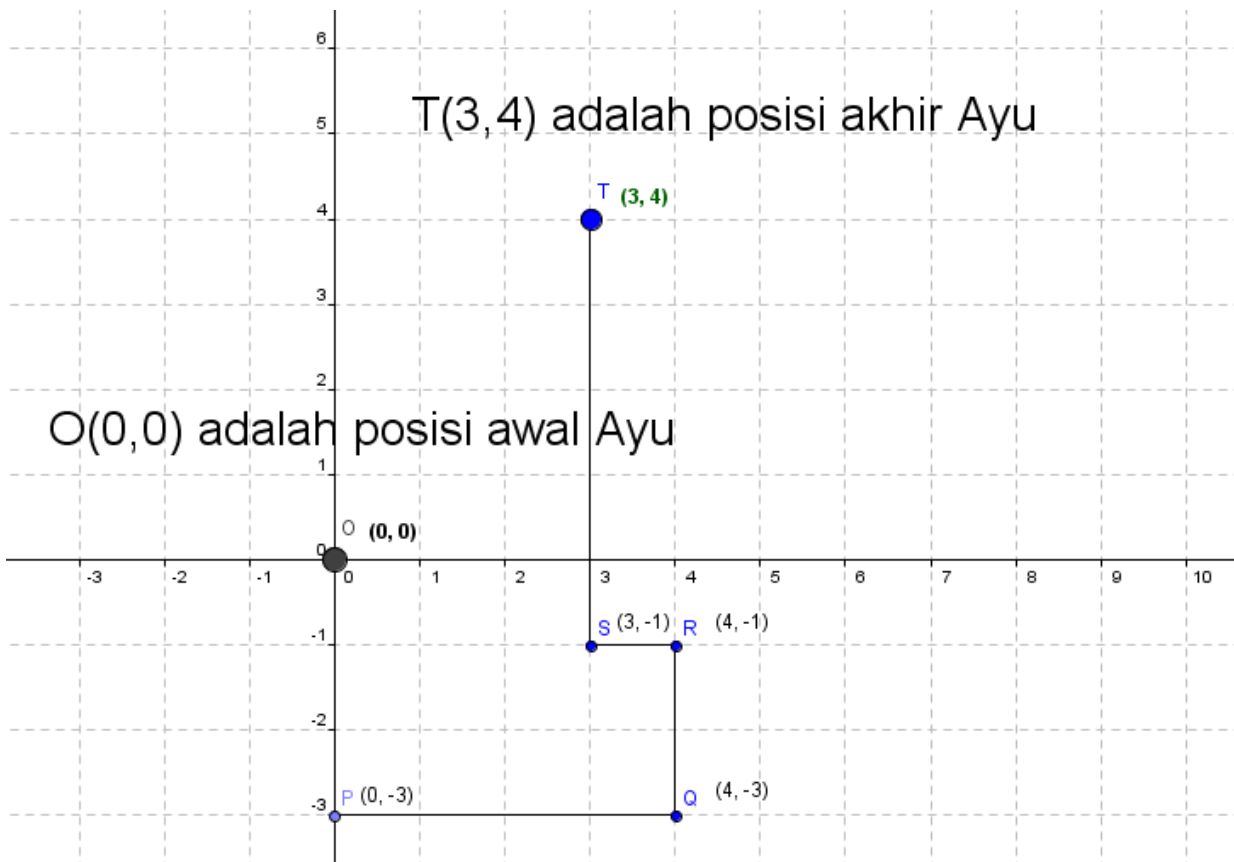 6
T(3,4) adalah posisi akhir Ayu
5
T (3, 4)
4
3
2
O(0,0) adalah posisi awal Ayu
1
O (0, 0)
0
-3 -2 -1 0 1 2 3 4 5 6 7 8 9 10
S (3, -1) R (4, -1)
-1
-2
P (0, -3) Q (4, -3)
-3